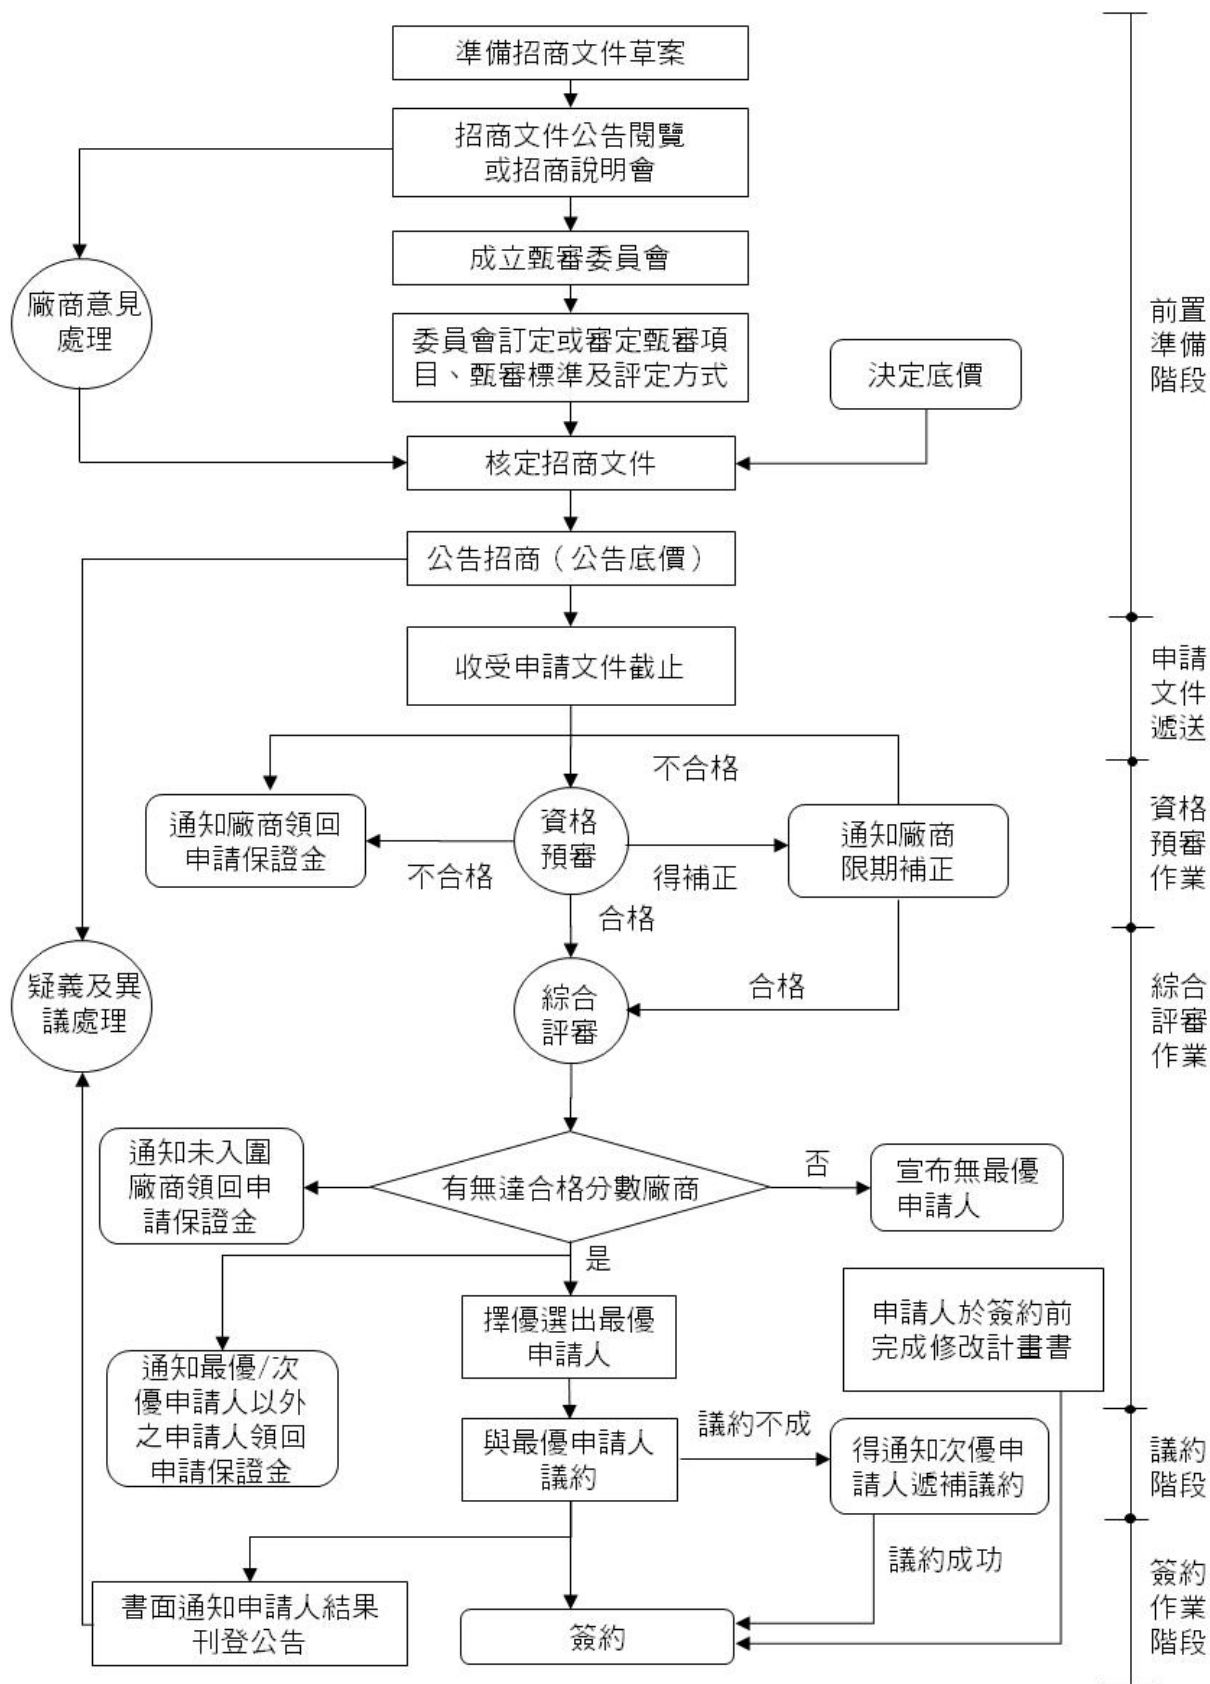 準備招商文件草案
招商文件公告閱覽
或招商說明會
成立甄審委員會
廠商意見
處理
委員會訂定或審定甄審項
目、甄審標準及評定方式
決定底價
前置
準備
階段
核定招商文件
公告招商（公告底價）
收受申請文件截止
申請
文件
遞送
不合格
通知廠商領回
申請保證金
不合格
資格
預審
得補正
通知廠商
限期補正
資格
預審
作業
合格
疑義及異
議處理
綜合
評審
合格
綜合
評審
作業
通知未入圍
廠商領回申
請保證金
有無達合格分數廠商
否
宣布無最優
申請人
是
通知最優/次
優申請人以外
之申請人領回
申請保證金
擇優選出最優
申請人
申請人於簽約前
完成修改計畫書
與最優申請人
議約
議約不成
得通知次優申
請人遞補議約
議約
階段
議約成功
書面通知申請人結果
刊登公告
簽約
簽約
作業
階段